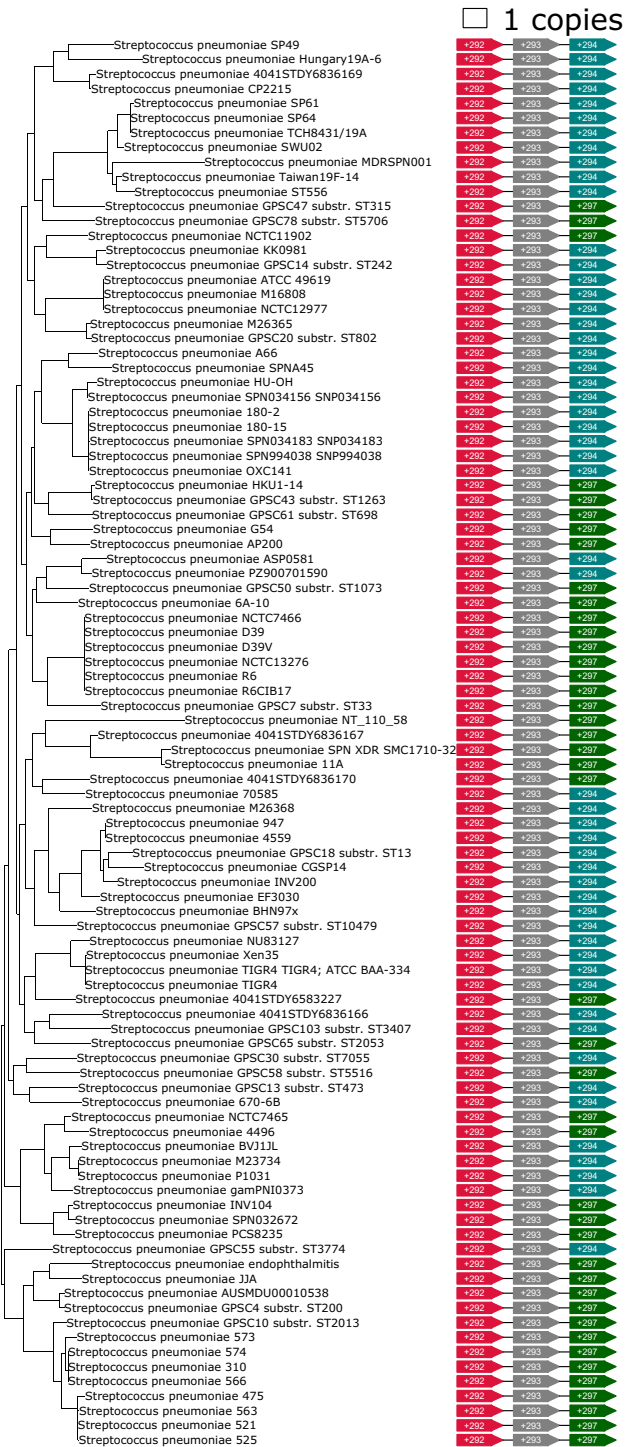 1 copies
Streptococcus pneumoniae SP49 +292 +293 +294
Streptococcus pneumoniae Hungary19A-6 +292 +293 +294
Streptococcus pneumoniae 4041STDY6836169 +292 +293 +294
Streptococcus pneumoniae CP2215 +292 +293 +294
Streptococcus pneumoniae SP61 +292 +293 +294
Streptococcus pneumoniae SP64 +292 +293 +294
Streptococcus pneumoniae TCH8431/19A +292 +293 +294
Streptococcus pneumoniae SWU02 +292 +293 +294
Streptococcus pneumoniae MDRSPN001 +292 +293 +294
Streptococcus pneumoniae Taiwan19F-14 +292 +293 +294
Streptococcus pneumoniae ST556 +292 +293 +294
Streptococcus pneumoniae GPSC47 substr. ST315 +292 +293 +297
Streptococcus pneumoniae GPSC78 substr. ST5706 +292 +293 +297
Streptococcus pneumoniae NCTC11902 +292 +293 +297
Streptococcus pneumoniae KK0981 +292 +293 +294
Streptococcus pneumoniae GPSC14 substr. ST242 +292 +293 +294
Streptococcus pneumoniae ATCC 49619 +292 +293 +294
Streptococcus pneumoniae M16808 +292 +293 +294
Streptococcus pneumoniae NCTC12977 +292 +293 +294
Streptococcus pneumoniae M26365 +292 +293 +294
Streptococcus pneumoniae GPSC20 substr. ST802 +292 +293 +294
Streptococcus pneumoniae A66 +292 +293 +294
Streptococcus pneumoniae SPNA45 +292 +293 +294
Streptococcus pneumoniae HU-OH +292 +293 +294
Streptococcus pneumoniae SPN034156 SNP034156 +292 +293 +294
Streptococcus pneumoniae 180-2 +292 +293 +294
Streptococcus pneumoniae 180-15 +292 +293 +294
Streptococcus pneumoniae SPN034183 SNP034183 +292 +293 +294
Streptococcus pneumoniae SPN994038 SNP994038 +292 +293 +294
Streptococcus pneumoniae OXC141 +292 +293 +294
Streptococcus pneumoniae HKU1-14 +292 +293 +297
Streptococcus pneumoniae GPSC43 substr. ST1263 +292 +293 +297
Streptococcus pneumoniae GPSC61 substr. ST698 +292 +293 +297
Streptococcus pneumoniae G54 +292 +293 +297
Streptococcus pneumoniae AP200 +292 +293 +297
Streptococcus pneumoniae ASP0581 +292 +293 +294
Streptococcus pneumoniae PZ900701590 +292 +293 +294
Streptococcus pneumoniae GPSC50 substr. ST1073 +292 +293 +297
Streptococcus pneumoniae 6A-10 +292 +293 +297
Streptococcus pneumoniae NCTC7466 +292 +293 +297
Streptococcus pneumoniae D39 +292 +293 +297
Streptococcus pneumoniae D39V +292 +293 +297
Streptococcus pneumoniae NCTC13276 +292 +293 +297
Streptococcus pneumoniae R6 +292 +293 +297
Streptococcus pneumoniae R6CIB17 +292 +293 +297
Streptococcus pneumoniae GPSC7 substr. ST33 +292 +293 +297
Streptococcus pneumoniae NT_110_58 +292 +293 +297
Streptococcus pneumoniae 4041STDY6836167 +292 +293 +297
Streptococcus pneumoniae SPN XDR SMC1710-32 +292 +293 +297
Streptococcus pneumoniae 11A +292 +293 +297
Streptococcus pneumoniae 4041STDY6836170 +292 +293 +297
Streptococcus pneumoniae 70585 +292 +293 +294
Streptococcus pneumoniae M26368 +292 +293 +294
Streptococcus pneumoniae 947 +292 +293 +294
Streptococcus pneumoniae 4559 +292 +293 +294
Streptococcus pneumoniae GPSC18 substr. ST13 +292 +293 +294
Streptococcus pneumoniae CGSP14 +292 +293 +294
Streptococcus pneumoniae INV200 +292 +293 +294
Streptococcus pneumoniae EF3030 +292 +293 +294
Streptococcus pneumoniae BHN97x +292 +293 +294
Streptococcus pneumoniae GPSC57 substr. ST10479 +292 +293 +294
Streptococcus pneumoniae NU83127 +292 +293 +294
Streptococcus pneumoniae Xen35 +292 +293 +294
Streptococcus pneumoniae TIGR4 TIGR4; ATCC BAA-334 +292 +293 +294
Streptococcus pneumoniae TIGR4 +292 +293 +294
Streptococcus pneumoniae 4041STDY6583227 +292 +293 +297
Streptococcus pneumoniae 4041STDY6836166 +292 +293 +294
Streptococcus pneumoniae GPSC103 substr. ST3407 +292 +293 +294
Streptococcus pneumoniae GPSC65 substr. ST2053 +292 +293 +297
Streptococcus pneumoniae GPSC30 substr. ST7055 +292 +293 +294
Streptococcus pneumoniae GPSC58 substr. ST5516 +292 +293 +297
Streptococcus pneumoniae GPSC13 substr. ST473 +292 +293 +294
Streptococcus pneumoniae 670-6B +292 +293 +294
Streptococcus pneumoniae NCTC7465 +292 +293 +297
Streptococcus pneumoniae 4496 +292 +293 +297
Streptococcus pneumoniae BVJ1JL +292 +293 +294
Streptococcus pneumoniae M23734 +292 +293 +294
Streptococcus pneumoniae P1031 +292 +293 +294
Streptococcus pneumoniae gamPNI0373 +292 +293 +294
Streptococcus pneumoniae INV104 +292 +293 +297
Streptococcus pneumoniae SPN032672 +292 +293 +297
Streptococcus pneumoniae PCS8235 +292 +293 +297
Streptococcus pneumoniae GPSC55 substr. ST3774 +292 +293 +294
Streptococcus pneumoniae endophthalmitis +292 +293 +297
Streptococcus pneumoniae JJA +292 +293 +297
Streptococcus pneumoniae AUSMDU00010538 +292 +293 +297
Streptococcus pneumoniae GPSC4 substr. ST200 +292 +293 +297
Streptococcus pneumoniae GPSC10 substr. ST2013 +292 +293 +297
Streptococcus pneumoniae 573 +292 +293 +297
Streptococcus pneumoniae 574 +292 +293 +297
Streptococcus pneumoniae 310 +292 +293 +297
Streptococcus pneumoniae 566 +292 +293 +297
Streptococcus pneumoniae 475 +292 +293 +297
Streptococcus pneumoniae 563 +292 +293 +297
Streptococcus pneumoniae 521 +292 +293 +297
Streptococcus pneumoniae 525 +292 +293 +297